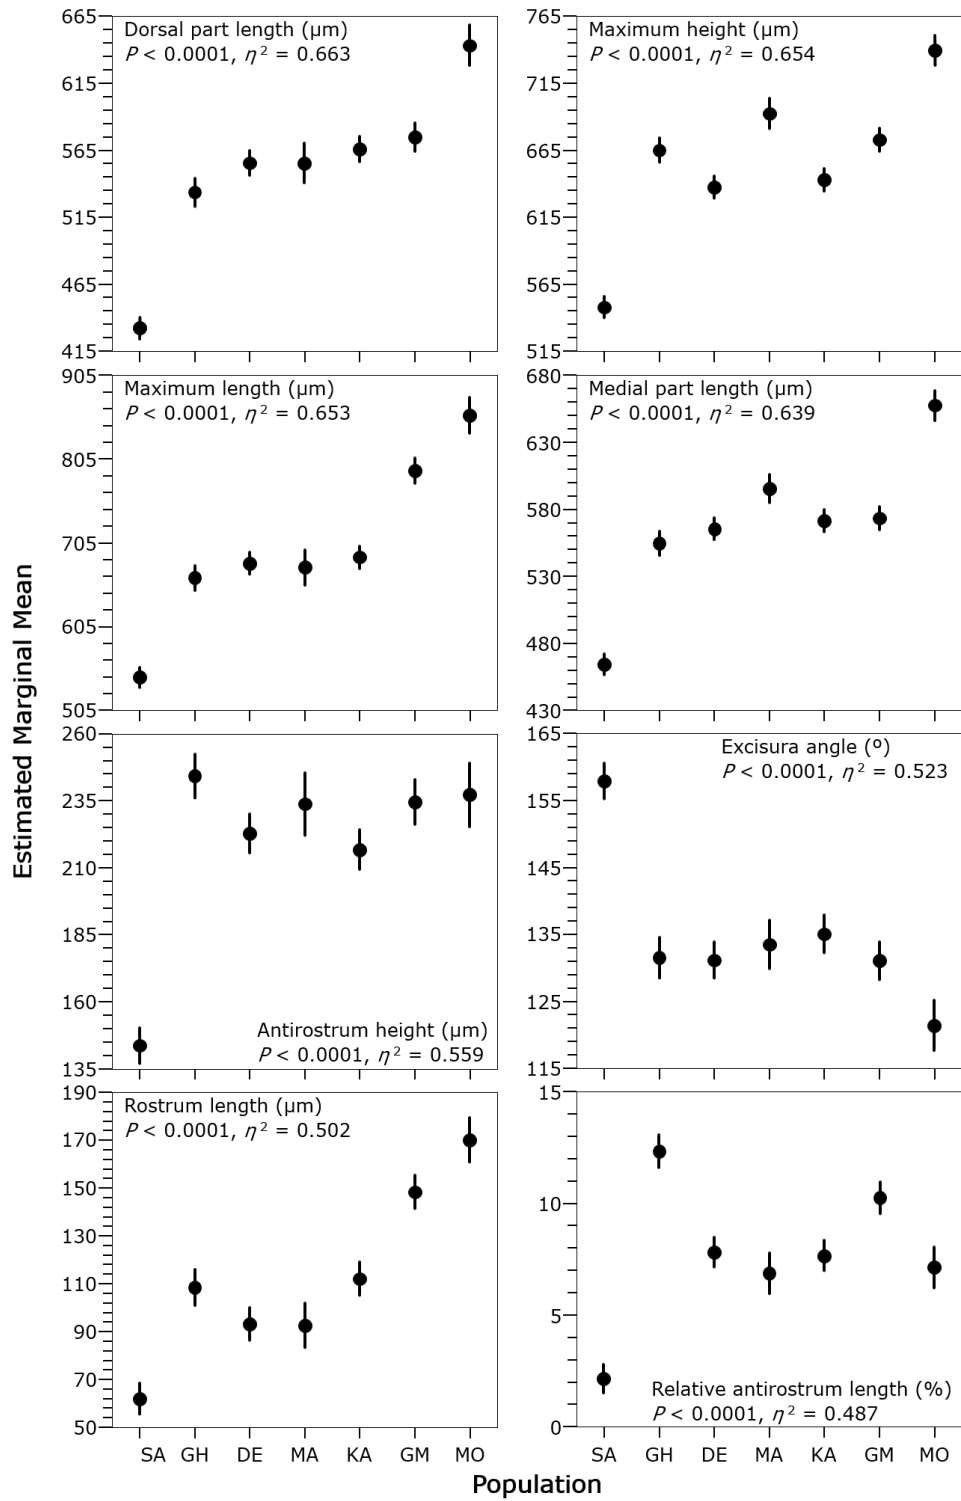 Estimated Marginal Mean
Dorsal part length (µm)
P < 0.0001, η² = 0.663
665
615
565
515
465
415
Maximum height (µm)
P < 0.0001, η² = 0.654
765
715
665
615
565
515
Maximum length (µm)
P < 0.0001, η² = 0.653
905
805
705
605
505
Medial part length (µm)
P < 0.0001, η² = 0.639
680
630
580
530
480
430
260
235
210
185
160
135
Antirostrum height (µm)
P < 0.0001, η² = 0.559
Excisura angle (º)
P < 0.0001, η² = 0.523
165
155
145
135
125
115
Rostrum length (µm)
P < 0.0001, η² = 0.502
190
170
150
130
110
90
70
50
15
10
5
0
Relative antirostrum length (%)
P < 0.0001, η² = 0.487
SA GH DE MA KA GM MO
SA GH DE MA KA GM MO
Population